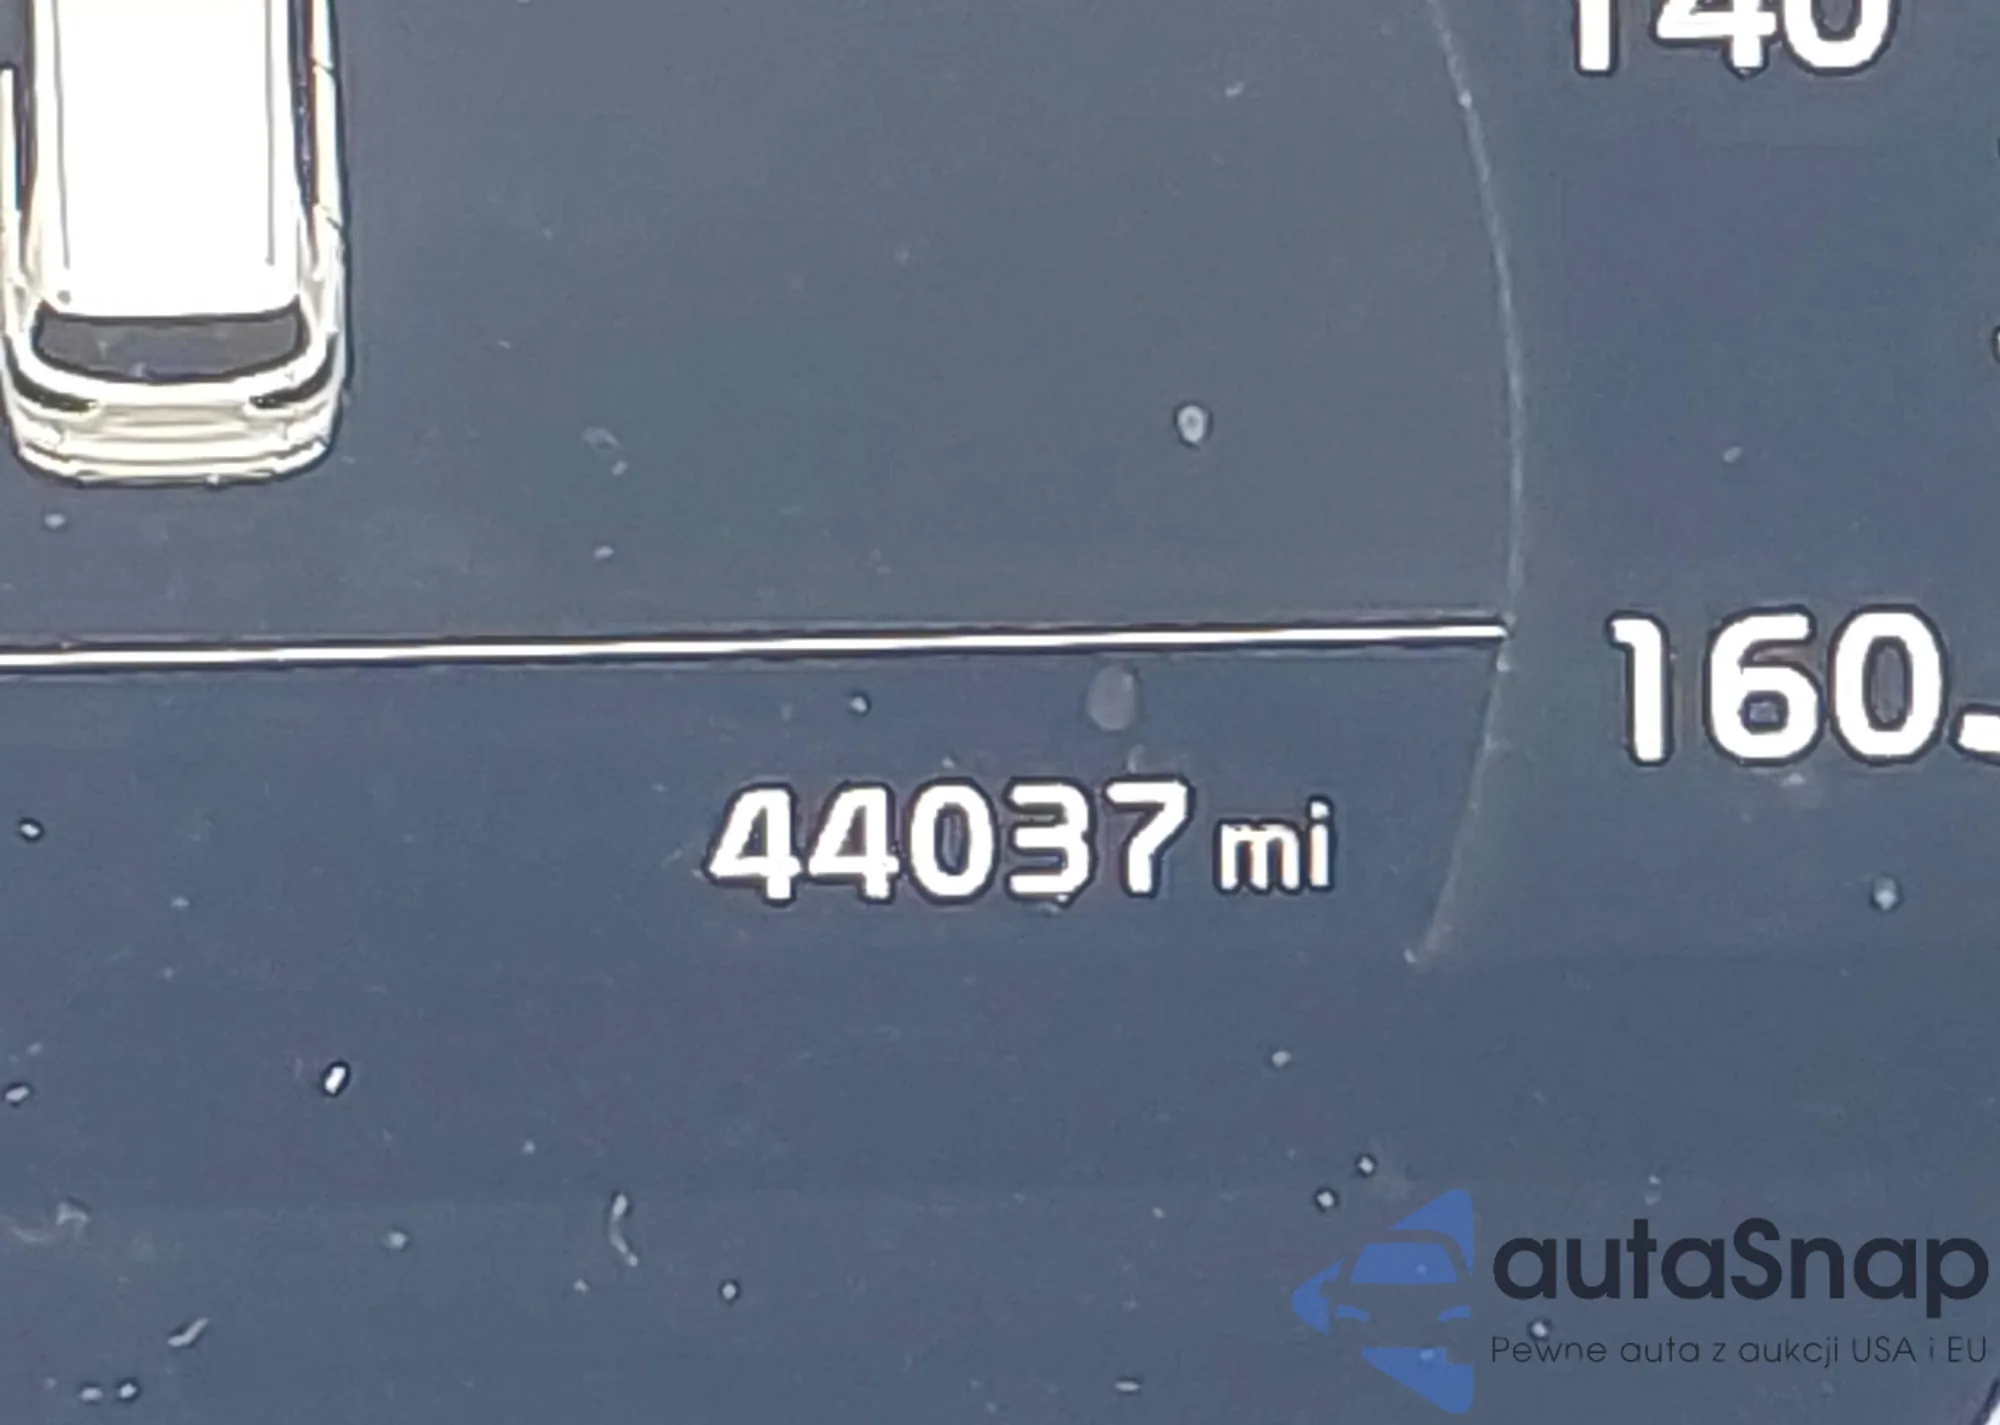 140
160
44037 mi
autaSnap
Pewne auta z aukcji USA i EU